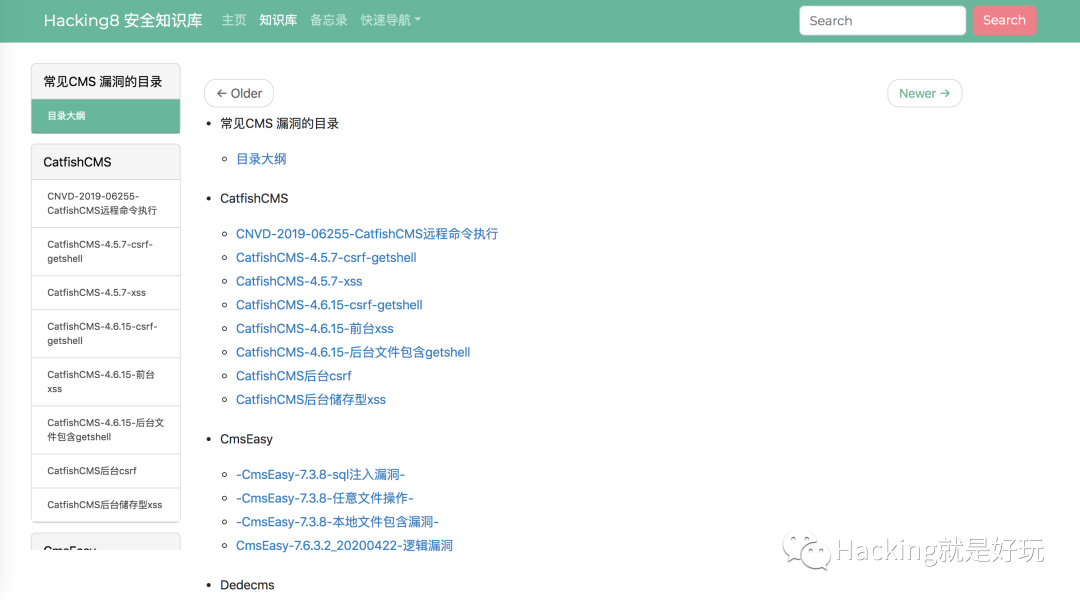 Hacking8 安全知识库 主页 知识库 备忘录 快速导航 Search Search
常见CMS 漏洞的目录
目录大纲
CatfishCMS
CNVD-2019-06255-
CatfishCMS远程命令执行
CatfishCMS-4.5.7-csrf-
getshell
CatfishCMS-4.5.7-xss
CatfishCMS-4.6.15-csrf-
getshell
CatfishCMS-4.6.15-前台
xss
CatfishCMS-4.6.15-后台文
件包含getshell
CatfishCMS后台csrf
CatfishCMS后台储存型xss
CmsEasy
← Older
Newer →
常见CMS 漏洞的目录
目录大纲
CatfishCMS
CNVD-2019-06255-CatfishCMS远程命令执行
CatfishCMS-4.5.7-csrf-getshell
CatfishCMS-4.5.7-xss
CatfishCMS-4.6.15-csrf-getshell
CatfishCMS-4.6.15-前台xss
CatfishCMS-4.6.15-后台文件包含getshell
CatfishCMS后台csrf
CatfishCMS后台储存型xss
CmsEasy
-CmsEasy-7.3.8-sql注入漏洞-
-CmsEasy-7.3.8-任意文件操作-
-CmsEasy-7.3.8-本地文件包含漏洞-
CmsEasy-7.6.3.2_20200422-逻辑漏洞
Dedecms
Hacking就是好玩